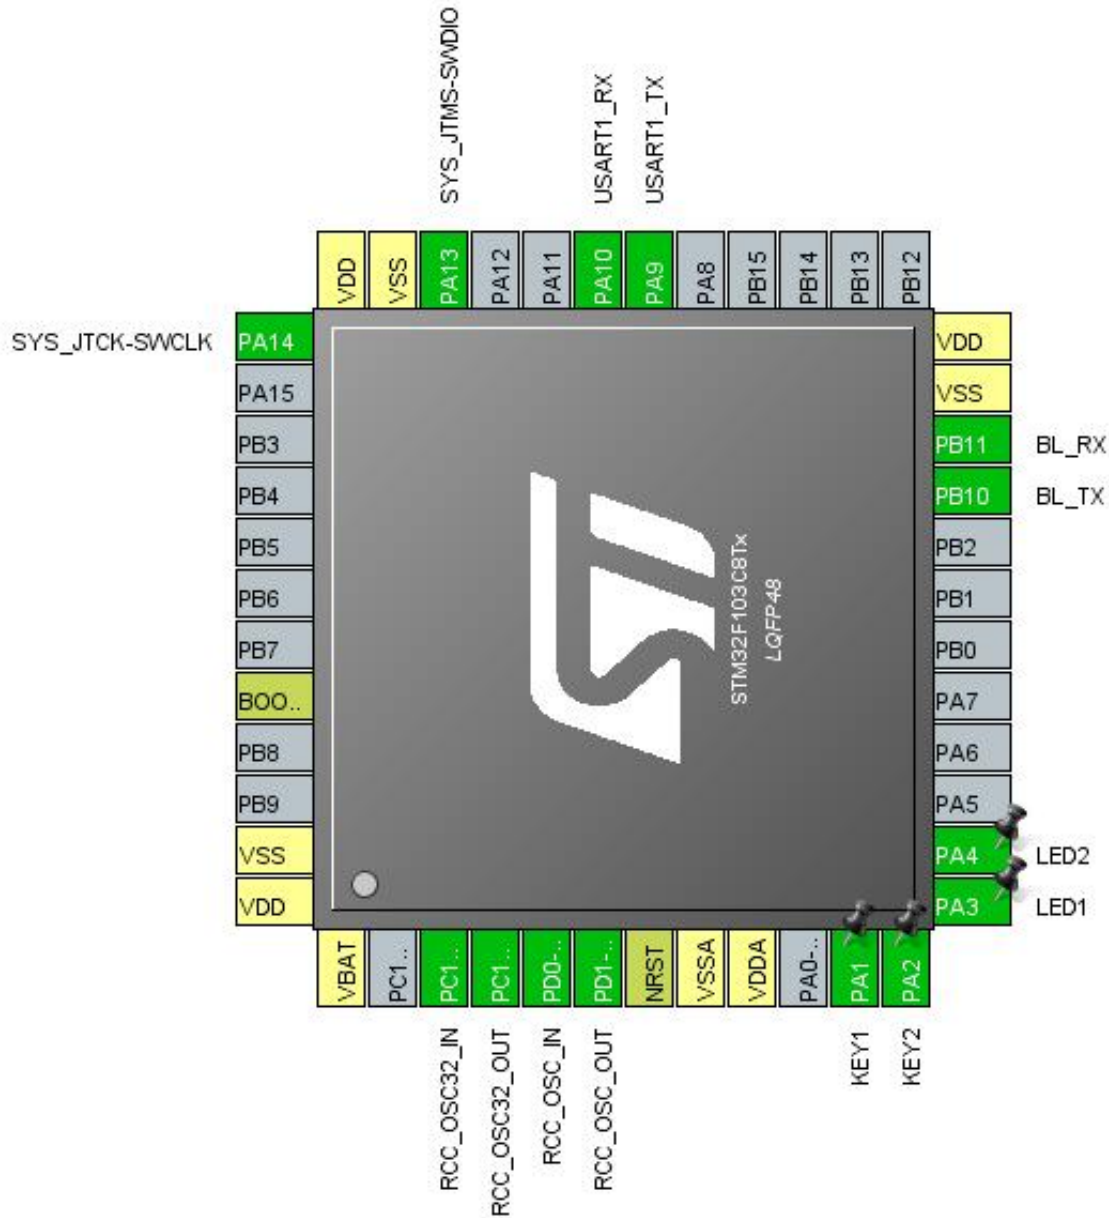 SYS_JTMS-SWDIO
USART1_RX
USART1_TX
VDD
VSS
PA13
PA12
PA11
PA10
PA9
PA8
PB15
PB14
PB13
PB12
SYS_JTCK-SWCLK
PA14
PA15
PB3
PB4
PB5
PB6
PB7
BOO..
PB8
PB9
VSS
VDD
STM32F103C8Tx
LQFP48
VDD
VSS
PB11
BL_RX
PB10
BL_TX
PB2
PB1
PB0
PA7
PA6
PA5
PA4
LED2
PA3
LED1
VBAT
PC1..
PC1..
PC1..
PD0-..
PD1-..
NRST
VSSA
VDDA
PA0-..
PA1
PA2
RCC_OSC32_IN
RCC_OSC32_OUT
RCC_OSC_IN
RCC_OSC_OUT
KEY1
KEY2